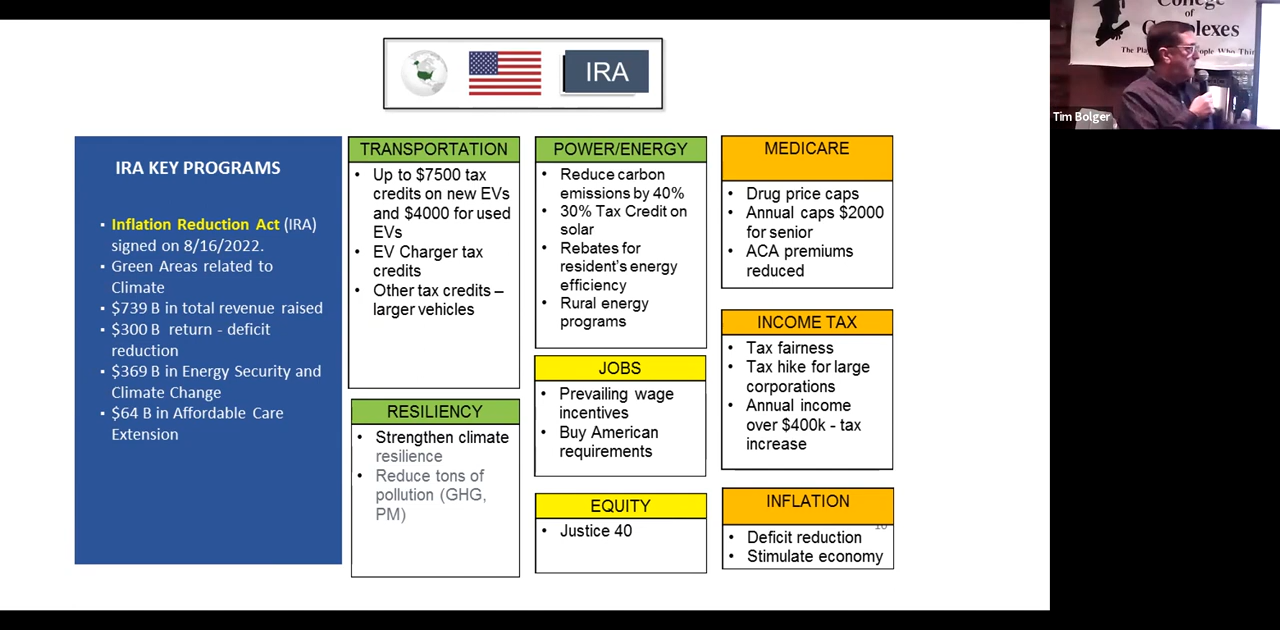 IRA
IRA KEY PROGRAMS
▪ Inflation Reduction Act (IRA)
signed on 8/16/2022.
▪ Green Areas related to
Climate
▪ $739 B in total revenue raised
▪ $300 B return - deficit
reduction
▪ $369 B in Energy Security and
Climate Change
▪ $64 B in Affordable Care
Extension
TRANSPORTATION
• Up to $7500 tax
credits on new EVs
and $4000 for used
EVs
• EV Charger tax
credits
• Other tax credits –
larger vehicles
RESILIENCY
• Strengthen climate
resilience
• Reduce tons of
pollution (GHG,
PM)
POWER/ENERGY
• Reduce carbon
emissions by 40%
• 30% Tax Credit on
solar
• Rebates for
resident's energy
efficiency
• Rural energy
programs
JOBS
• Prevailing wage
incentives
• Buy American
requirements
EQUITY
• Justice 40
MEDICARE
• Drug price caps
• Annual caps $2000
for senior
• ACA premiums
reduced
INCOME TAX
• Tax fairness
• Tax hike for large
corporations
• Annual income
over $400k - tax
increase
INFLATION
• Deficit reduction
• Stimulate economy
College
of
Complexes
The People Who
Tim Bolger